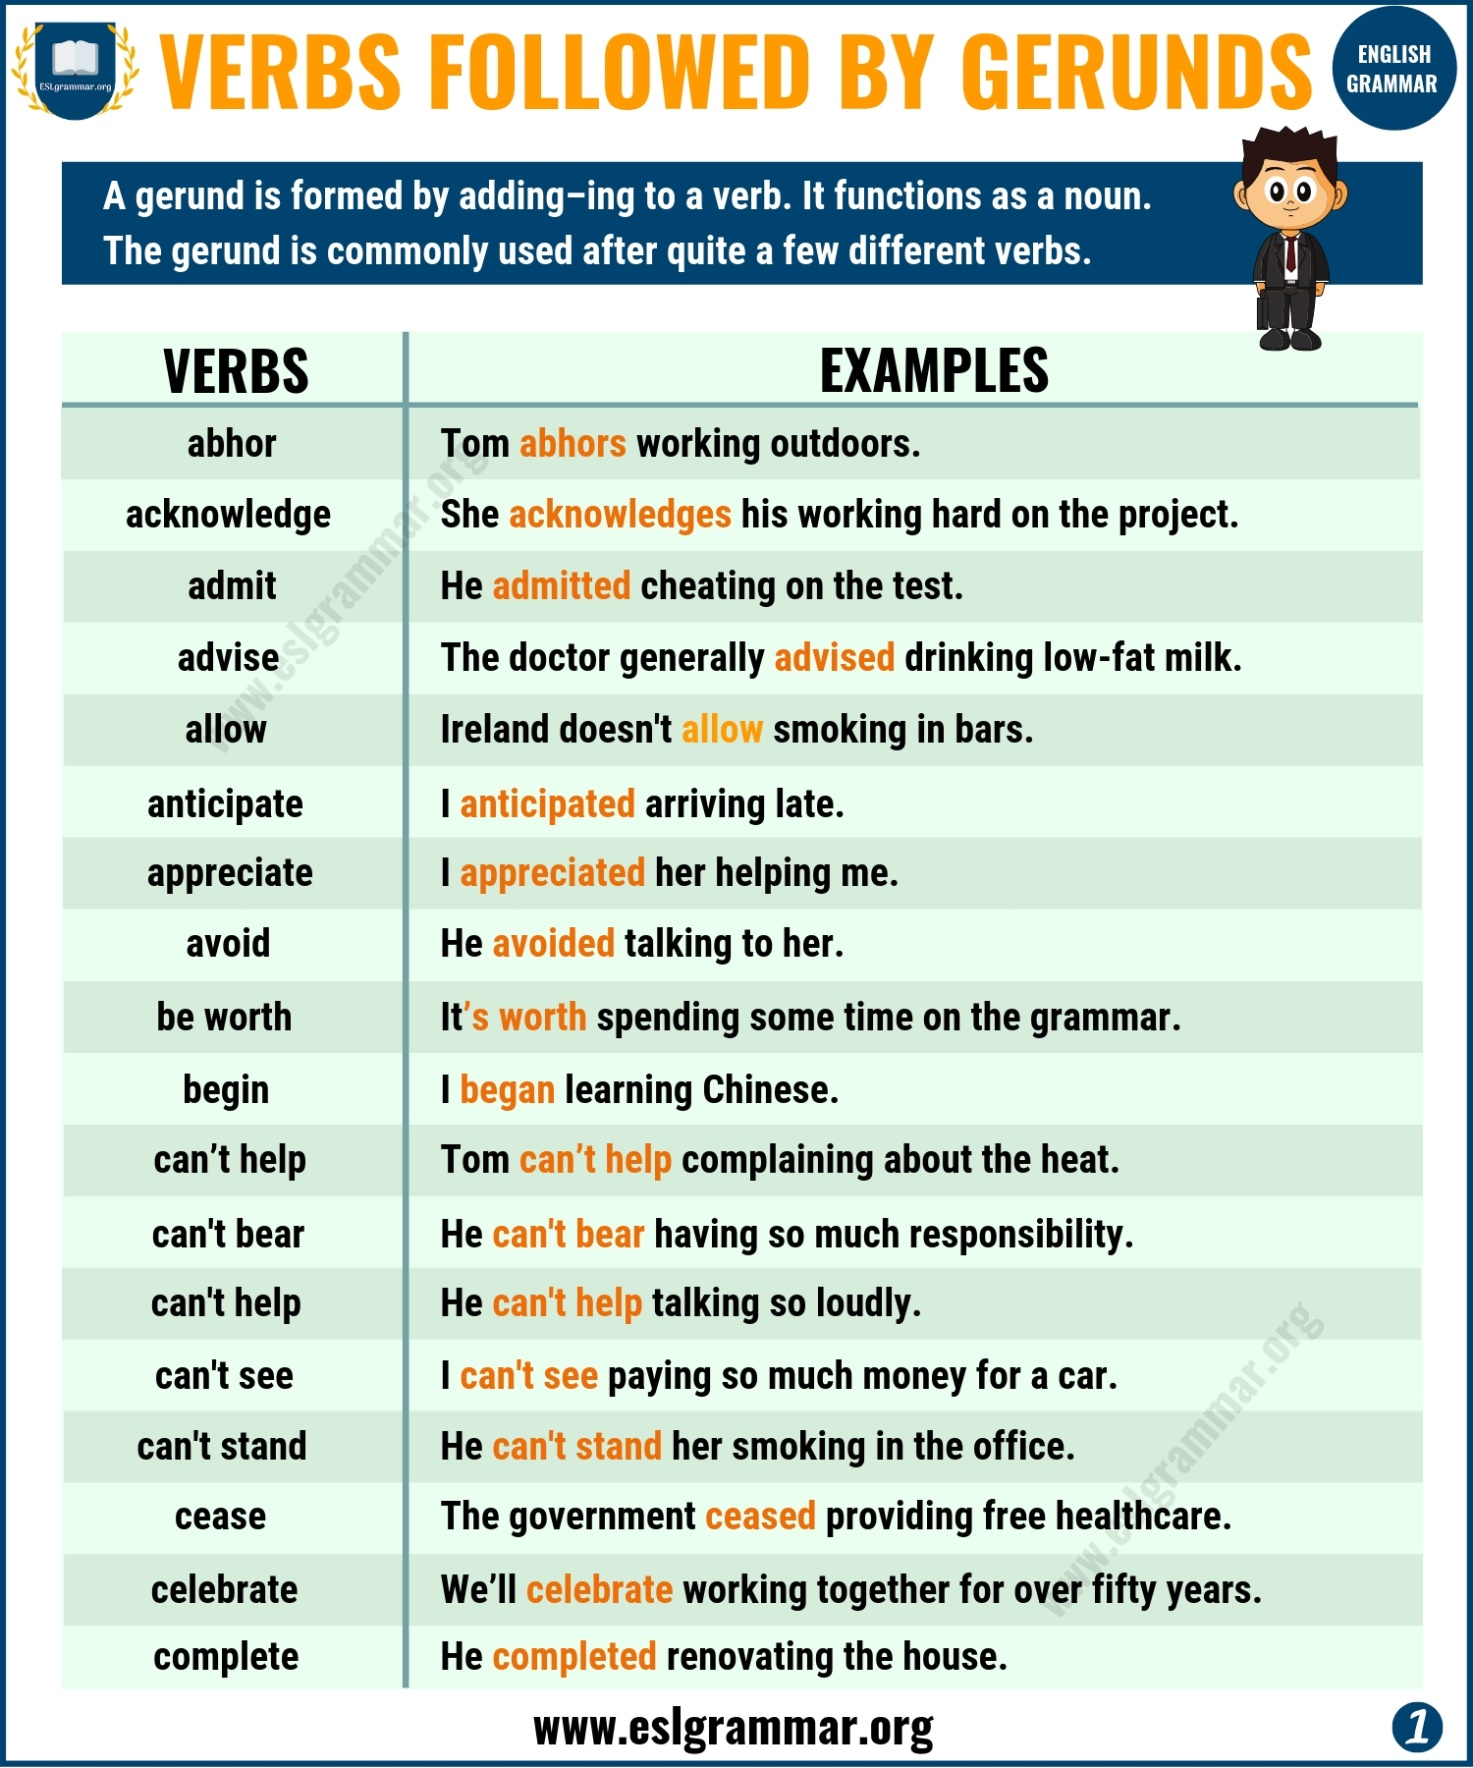 ESLgrammar.org
VERBS FOLLOWED BY GERUNDS
ENGLISH
GRAMMAR
A gerund is formed by adding–ing to a verb. It functions as a noun.
The gerund is commonly used after quite a few different verbs.
VERBS EXAMPLES
abhor Tom abhors working outdoors.
acknowledge She acknowledges his working hard on the project.
admit He admitted cheating on the test.
advise The doctor generally advised drinking low-fat milk.
allow Ireland doesn't allow smoking in bars.
anticipate I anticipated arriving late.
appreciate I appreciated her helping me.
avoid He avoided talking to her.
be worth It’s worth spending some time on the grammar.
begin I began learning Chinese.
can’t help Tom can’t help complaining about the heat.
can't bear He can't bear having so much responsibility.
can't help He can't help talking so loudly.
can't see I can't see paying so much money for a car.
can't stand He can't stand her smoking in the office.
cease The government ceased providing free healthcare.
celebrate We’ll celebrate working together for over fifty years.
complete He completed renovating the house.
www.eslgrammar.org
www.eslgrammar.org
www.eslgrammar.org
1